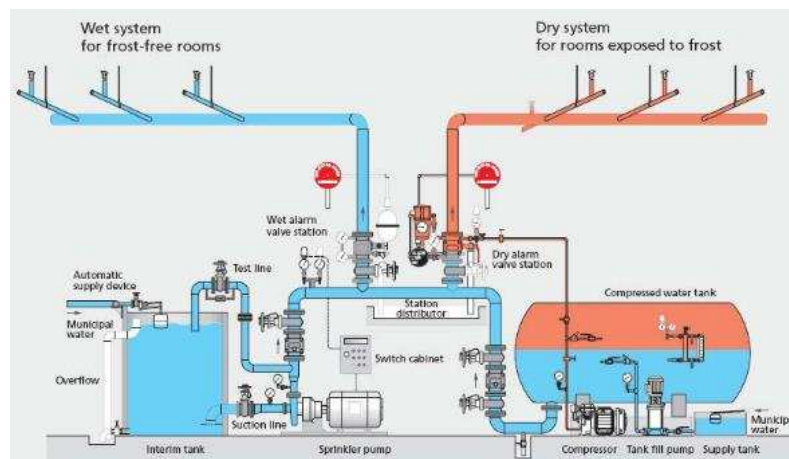 Wet system
for frost-free rooms
Dry system
for rooms exposed to frost
Wet alarm
valve station
Dry alarm
valve station
Automatic
supply device
Test line
Municipal
water
Station
distributor
Compressed water tank
Overflow
Switch cabinet
Suction line
Municipal
water
Interim tank
Sprinkler pump
Compressor
Tank fill pump
Supply tank